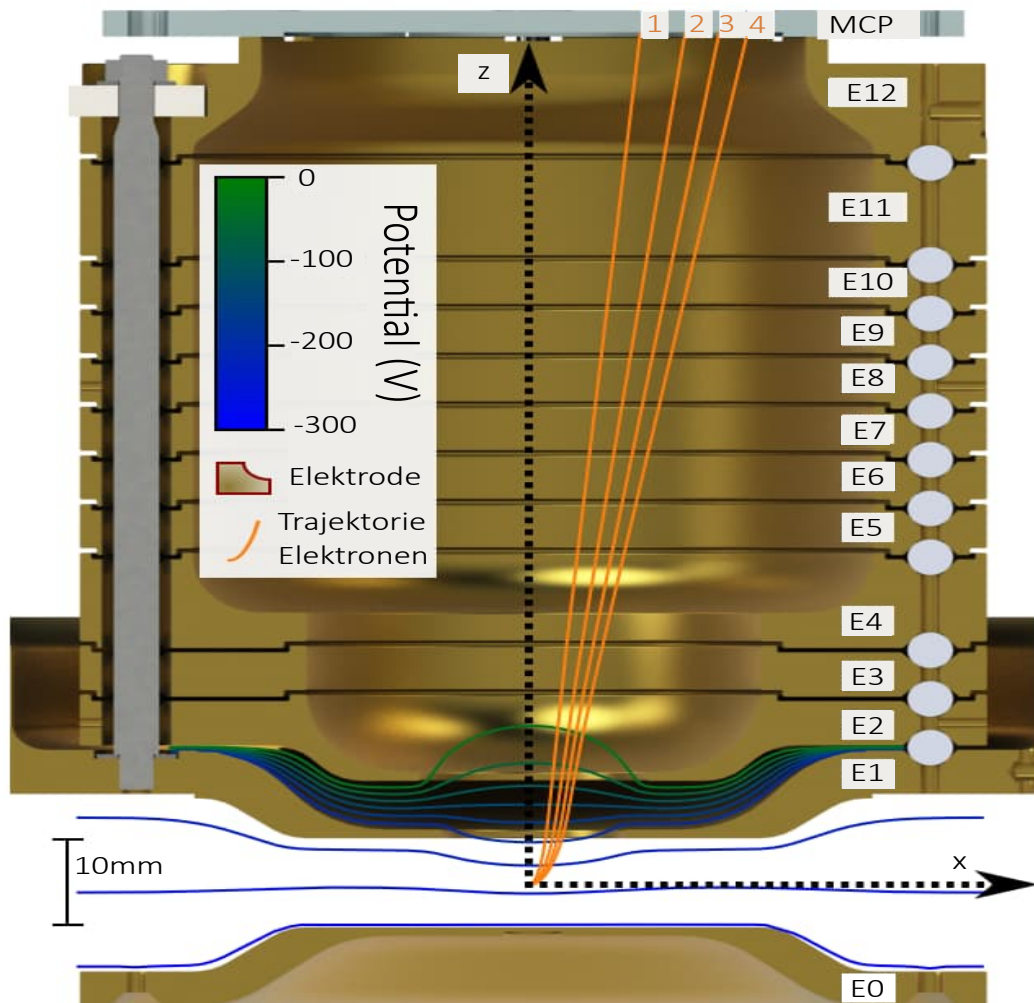 1 2 3 4 MCP
z
E12
0
E11
-100
E10
Potential (V)
E9
-200
E8
-300
E7
Elektrode
E6
Trajektorie
Elektronen
E5
E4
E3
E2
E1
10mm
x
E0